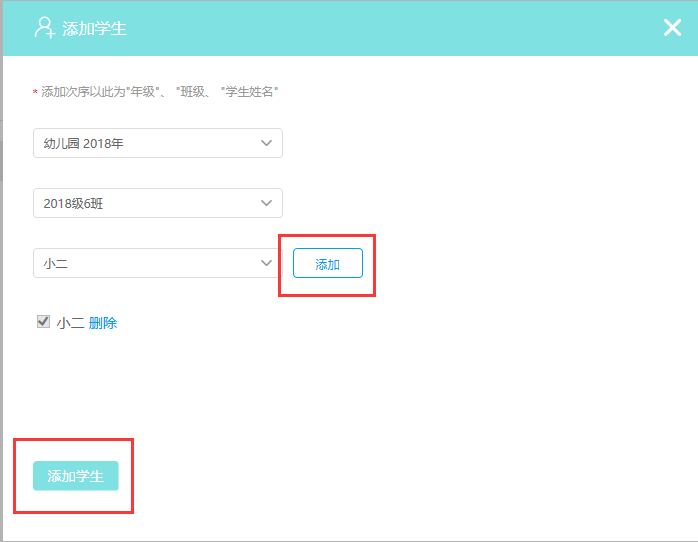 添加学生
* 添加次序以此为"年级"、 "班级、 "学生姓名"
幼儿园 2018年
2018级6班
小二
添加
小二 删除
添加学生